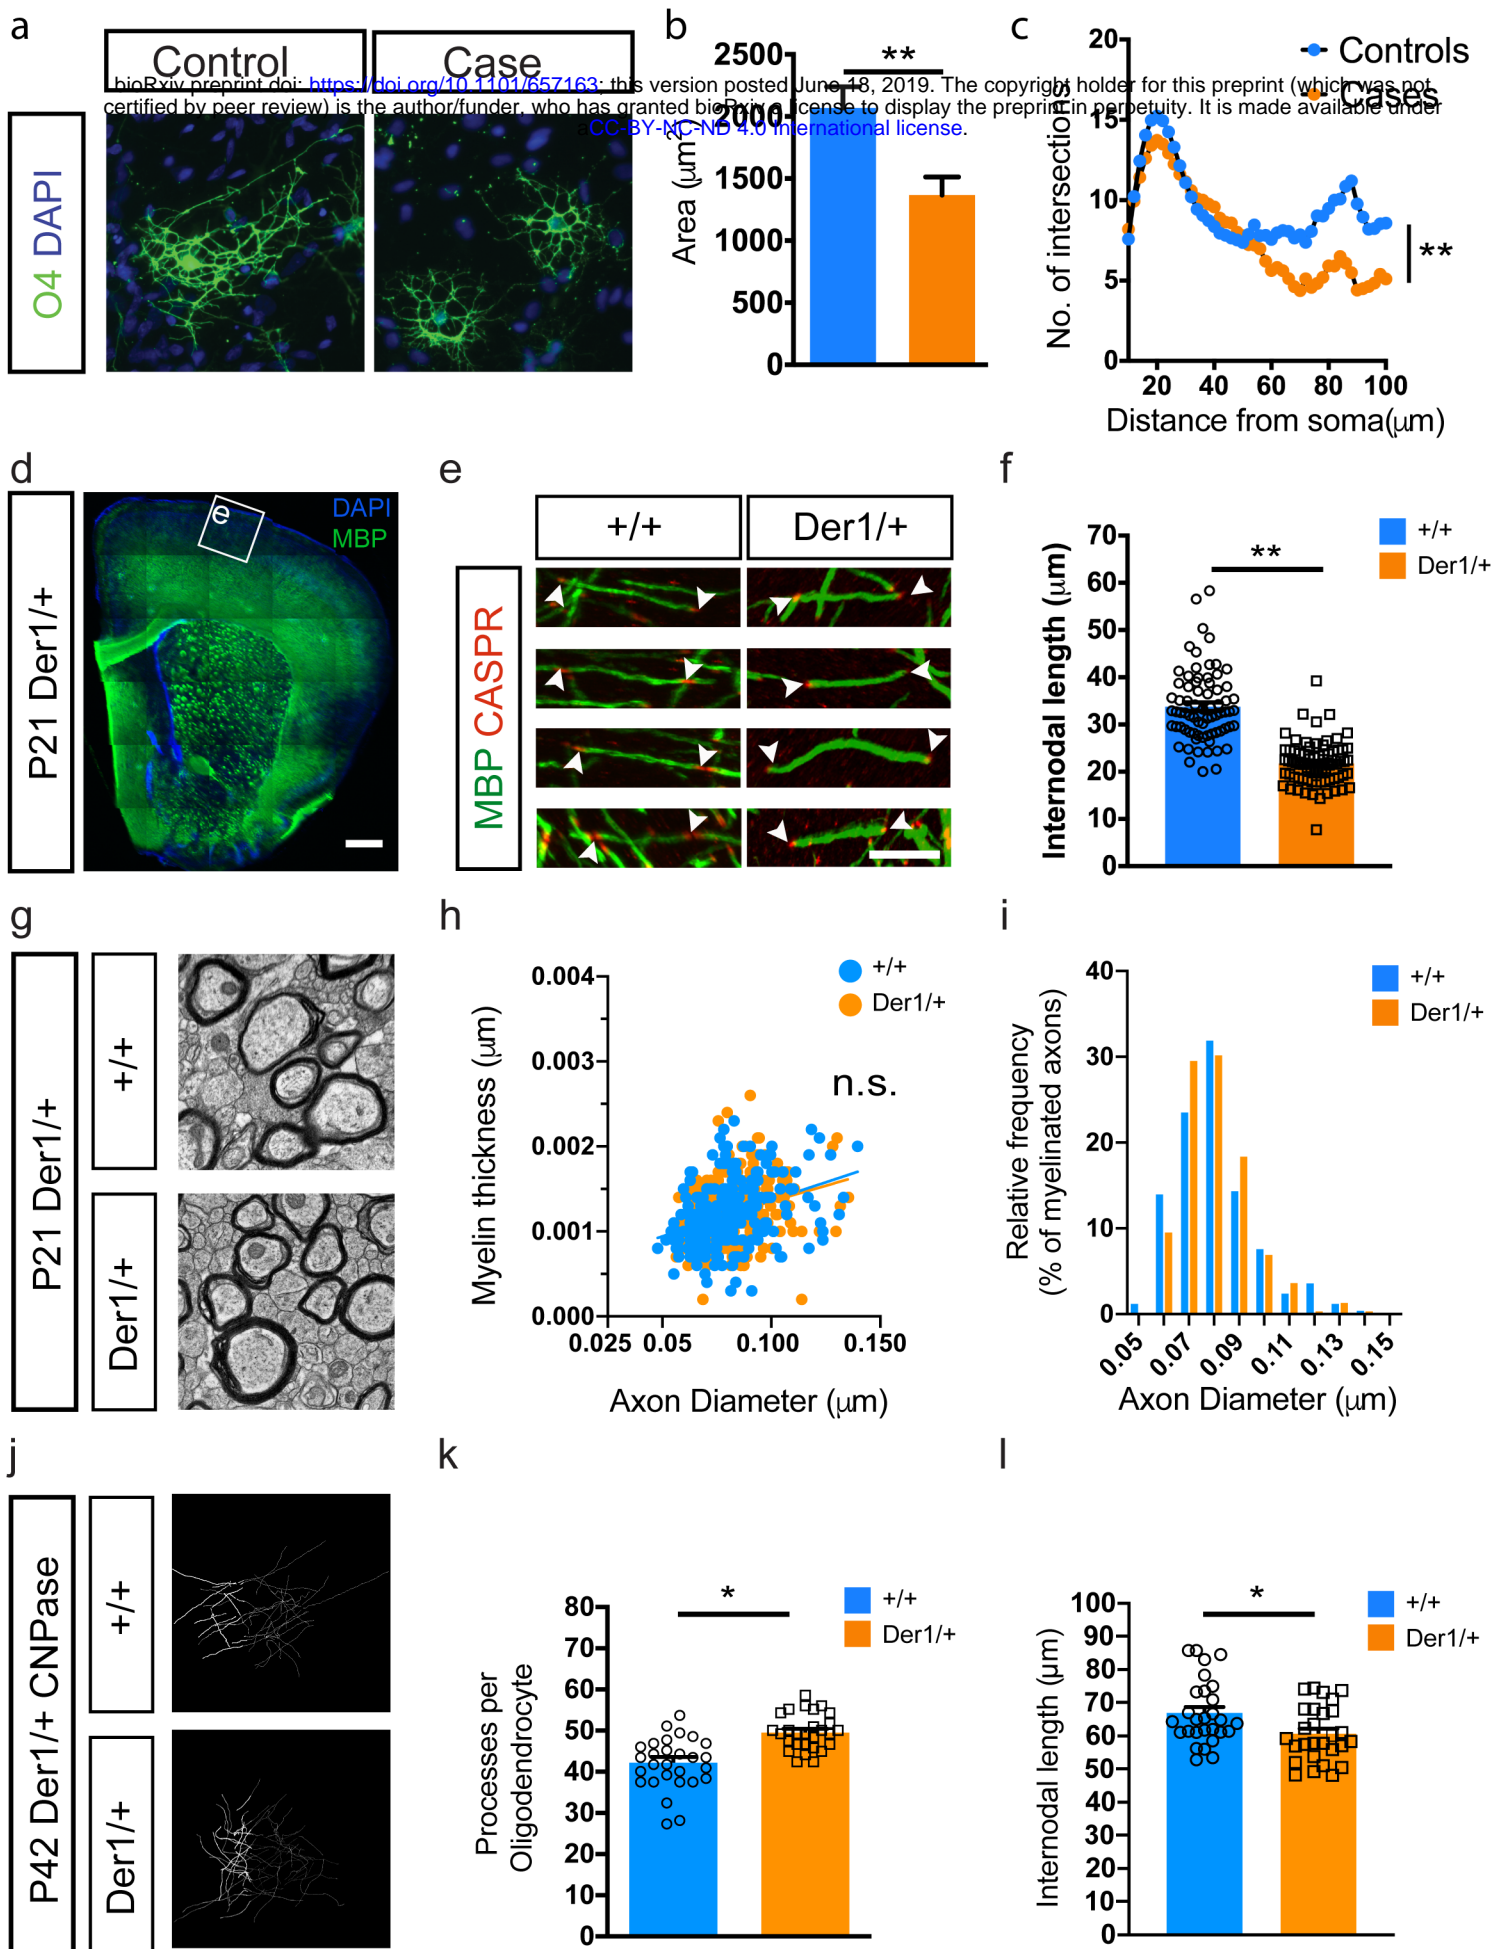 a
Control
Case
bioRxiv preprint doi: https://doi.org/10.1101/657163; this version posted June 18, 2019. The copyright holder for this preprint (which was not
certified by peer review) is the author/funder, who has granted bioRxiv a license to display the preprint in perpetuity. It is made available under
aCC-BY-NC-ND 4.0 International license.
O4 DAPI
b
2500
2000
1500
1000
500
0
Area (µm²)
**
c
Controls
Cases
20
15
10
5
0
No. of intersections
20 40 60 80 100
Distance from soma(µm)
**
d
P21 Der1/+
DAPI
MBP
e
e
+/+
Der1/+
MBP CASPR
f
70
60
50
40
30
20
10
0
Internodal length (µm)
**
+/+
Der1/+
g
P21 Der1/+
+/+
Der1/+
h
0.004
0.003
0.002
0.001
0.000
Myelin thickness (µm)
0.025 0.05 0.100 0.150
Axon Diameter (µm)
+/+
Der1/+
n.s.
i
40
30
20
10
0
Relative frequency
(% of myelinated axons)
0.05 0.07 0.09 0.11 0.13 0.15
Axon Diameter (µm)
+/+
Der1/+
j
P42 Der1/+ CNPase
+/+
Der1/+
k
80
70
60
50
40
30
20
10
0
Processes per
Oligodendrocyte
*
+/+
Der1/+
l
100
90
80
70
60
50
40
30
20
10
0
Internodal length (µm)
*
+/+
Der1/+